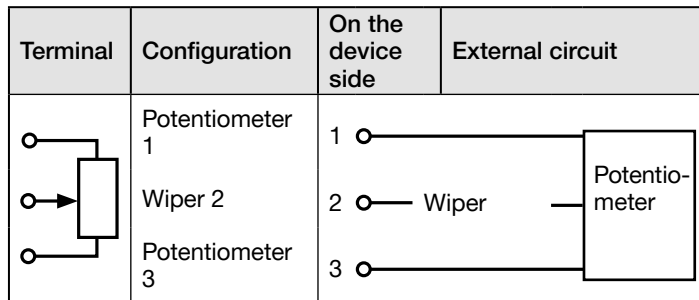 Terminal
Configuration
On the
device
side
External circuit
Potentiometer
1
Wiper 2
Potentiometer
3
1
2 Wiper
3
Potentio-
meter